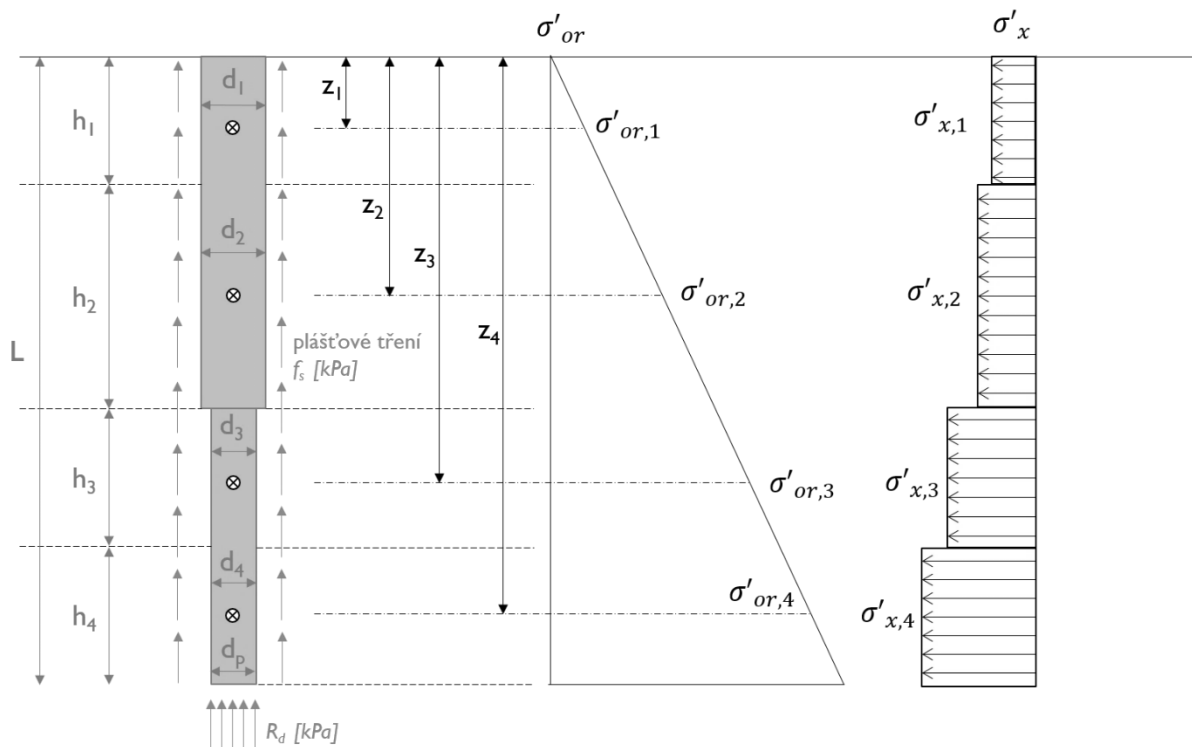 σ'ₒᵣ
σ'ₓ
d₁
z₁
h₁
σ'ₒᵣ,₁
σ'ₓ,₁
z₂
d₂
z₃
h₂
σ'ₒᵣ,₂
σ'ₓ,₂
z₄
L
plášťové tření
fₛ [kPa]
d₃
h₃
σ'ₒᵣ,₃
σ'ₓ,₃
d₄
σ'ₒᵣ,₄
h₄
σ'ₓ,₄
dₚ
R_d [kPa]